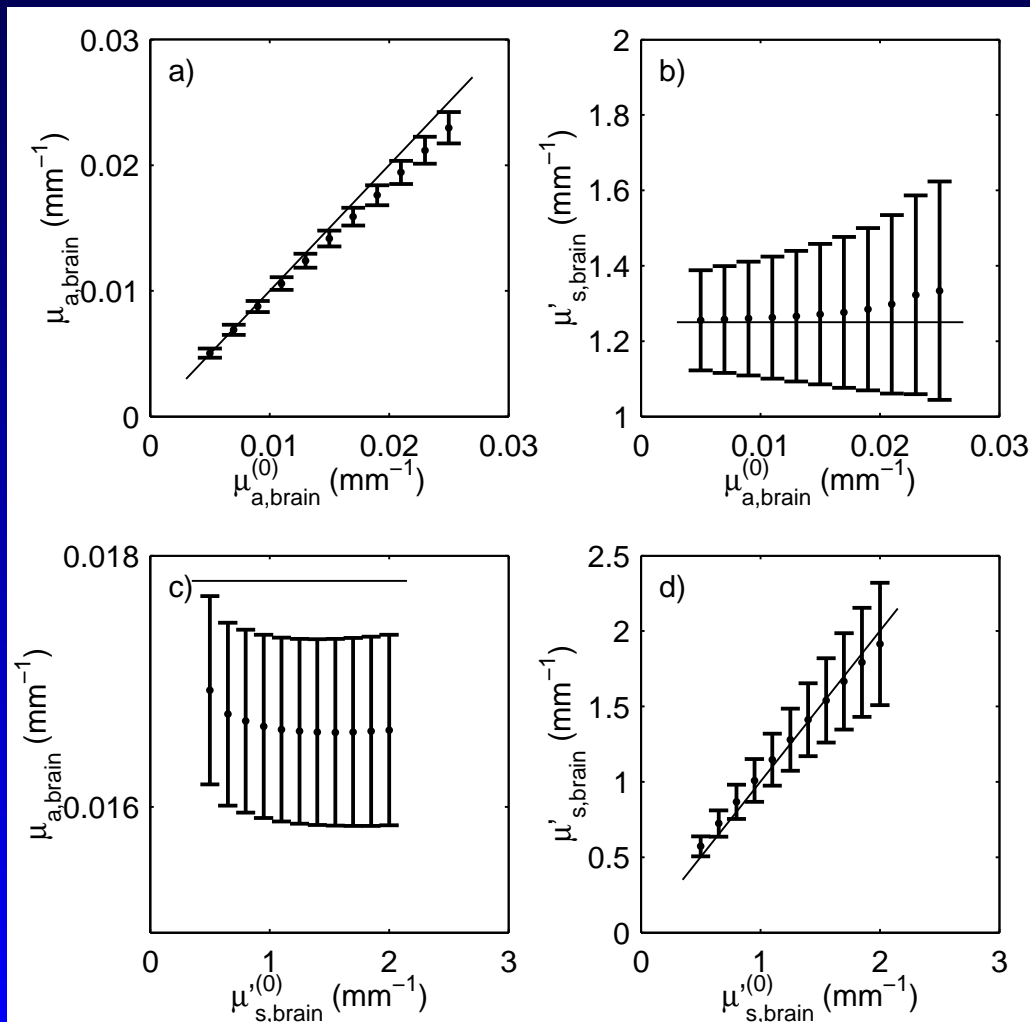 a)
0.03
0.02
0.01
0
μa,brain (mm−1)
0 0.01 0.02 0.03
μa,brain(0) (mm−1)
b)
2
1.8
1.6
1.4
1.2
1
μ's,brain (mm−1)
0 0.01 0.02 0.03
μa,brain(0) (mm−1)
c)
0.018
0.016
μa,brain (mm−1)
0 1 2 3
μ's,brain(0) (mm−1)
d)
2.5
2
1.5
1
0.5
0
μ's,brain (mm−1)
0 1 2 3
μ's,brain(0) (mm−1)